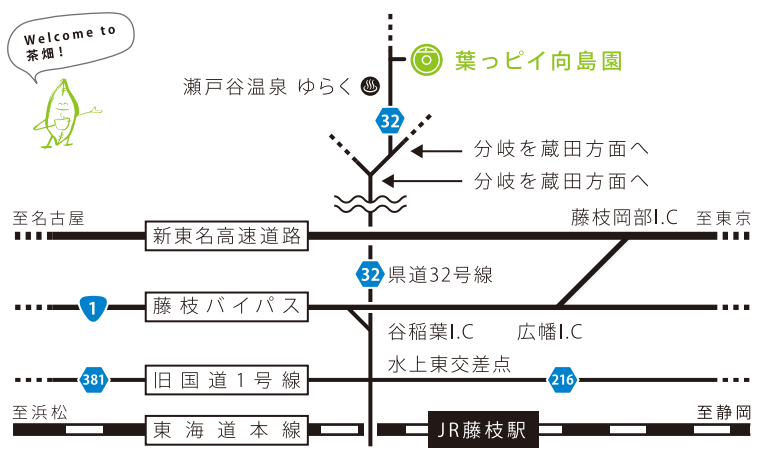 Welcome to
茶畑!
葉っピイ向島園
瀬戸谷温泉 ゆらく
32
分岐を蔵田方面へ
分岐を蔵田方面へ
至名古屋
藤枝岡部I.C
至東京
新東名高速道路
32
県道32号線
1
藤枝バイパス
谷稲葉I.C
広幡I.C
水上東交差点
381
旧国道1号線
216
至浜松
至静岡
東海道本線
JR藤枝駅